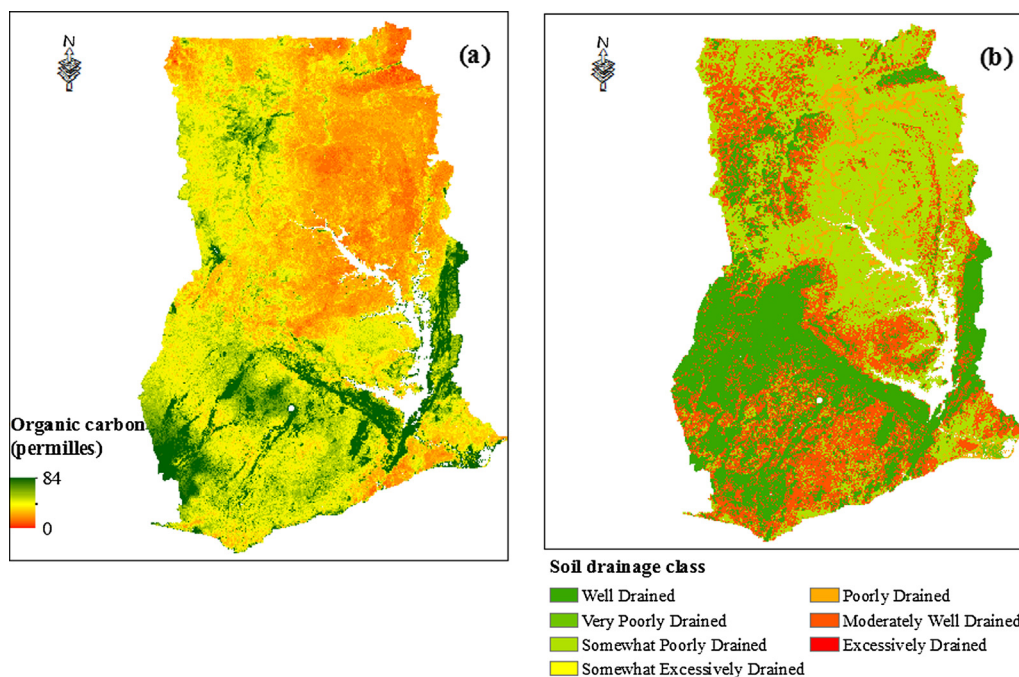 N
(a)
Organic carbon
(permilles)
84
0
N
(b)
Soil drainage class
Well Drained
Poorly Drained
Very Poorly Drained
Moderately Well Drained
Somewhat Poorly Drained
Excessively Drained
Somewhat Excessively Drained